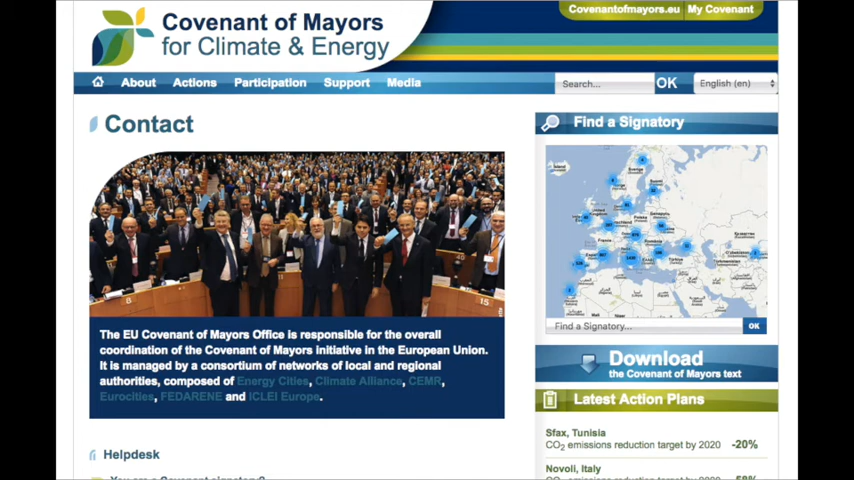 Covenantofmayors.eu My Covenant
Covenant of Mayors
for Climate & Energy
About Actions Participation Support Media
Search... OK English (en)
Contact
The EU Covenant of Mayors Office is responsible for the overall
coordination of the Covenant of Mayors initiative in the European Union.
It is managed by a consortium of networks of local and regional
authorities, composed of Energy Cities, Climate Alliance, CEMR,
Eurocities, FEDARENE and ICLEI Europe.
Helpdesk
You are a Covenant signatory?
Find a Signatory
Find a Signatory... OK
Download
the Covenant of Mayors text
Latest Action Plans
Sfax, Tunisia
CO2 emissions reduction target by 2020 -20%
Novoli, Italy